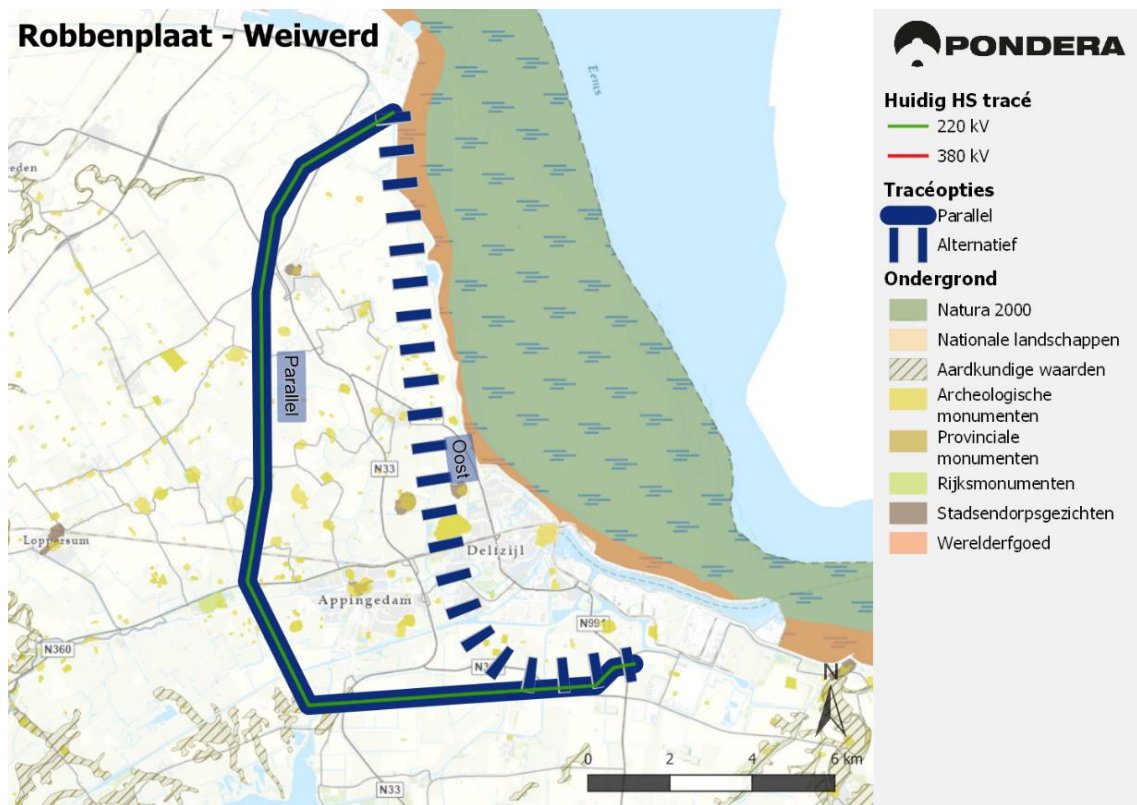 Robbenplaat - Weiwerd
Eems
eeden
Parallel
N33
Oost
Loppersum
Delfzijl
Appingedam
N360
N991
N33
N
0 2 4 6 km
PONDERA
Huidig HS tracé
220 kV
380 kV
Tracéopties
Parallel
Alternatief
Ondergrond
Natura 2000
Nationale landschappen
Aardkundige waarden
Archeologische
monumenten
Provinciale
monumenten
Rijksmonumenten
Stadsendorpsgezichten
Werelderfgoed